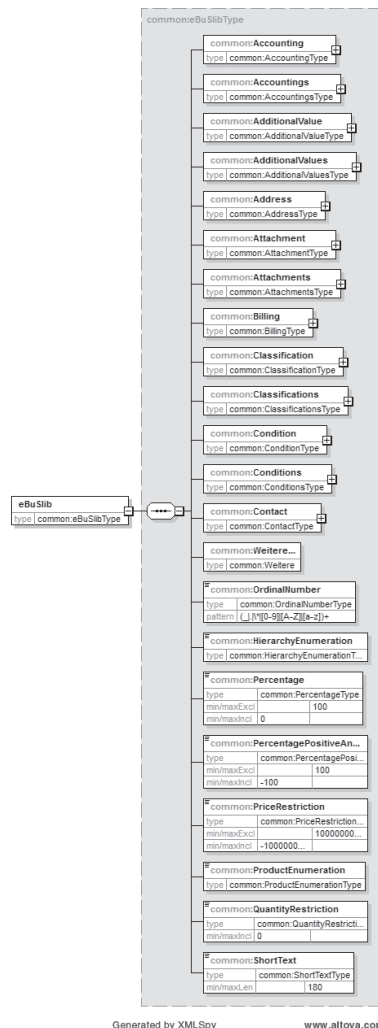 common:eBuSlibType
common:Accounting
type common:AccountingType
common:Accountings
type common:AccountingsType
common:AdditionalValue
type common:AdditionalValueType
common:AdditionalValues
type common:AdditionalValuesType
common:Address
type common:AddressType
common:Attachment
type common:AttachmentType
common:Attachments
type common:AttachmentsType
common:Billing
type common:BillingType
common:Classification
type common:ClassificationType
common:Classifications
type common:ClassificationsType
common:Condition
type common:ConditionType
common:Conditions
type common:ConditionsType
eBuSlib
type common:eBuSlibType
common:Contact
type common:ContactType
common:Weitere...
type common:Weitere
common:OrdinalNumber
type common:OrdinalNumberType
pattern
common:HierarchyEnumeration
type common:HierarchyEnumerationT...
common:Percentage
type common:PercentageType
min/maxExcl 100
min/maxIncl 0
common:PercentagePositiveAn...
type common:PercentagePosi...
min/maxExcl 100
min/maxIncl -100
common:PriceRestriction
type common:PriceRestriction...
min/maxExcl 10000000...
min/maxIncl -1000000...
common:ProductEnumeration
type common:ProductEnumerationType
common:QuantityRestriction
type common:QuantityRestricti...
min/maxIncl 0
common:ShortText
type common:ShortTextType
min/maxLen 180
Generated by XMLSpy www.altova.co